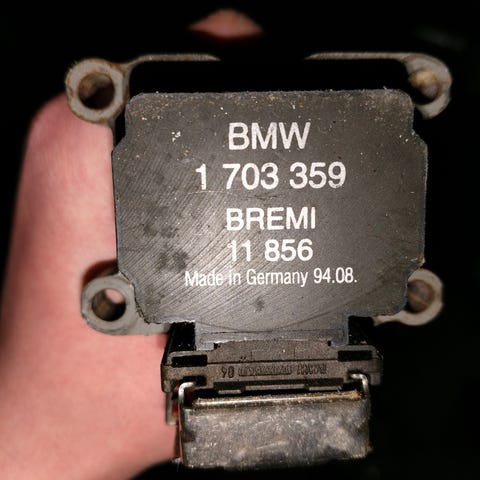 BMW
1 703 359
BREMI
11 856
Made in Germany 94.08.